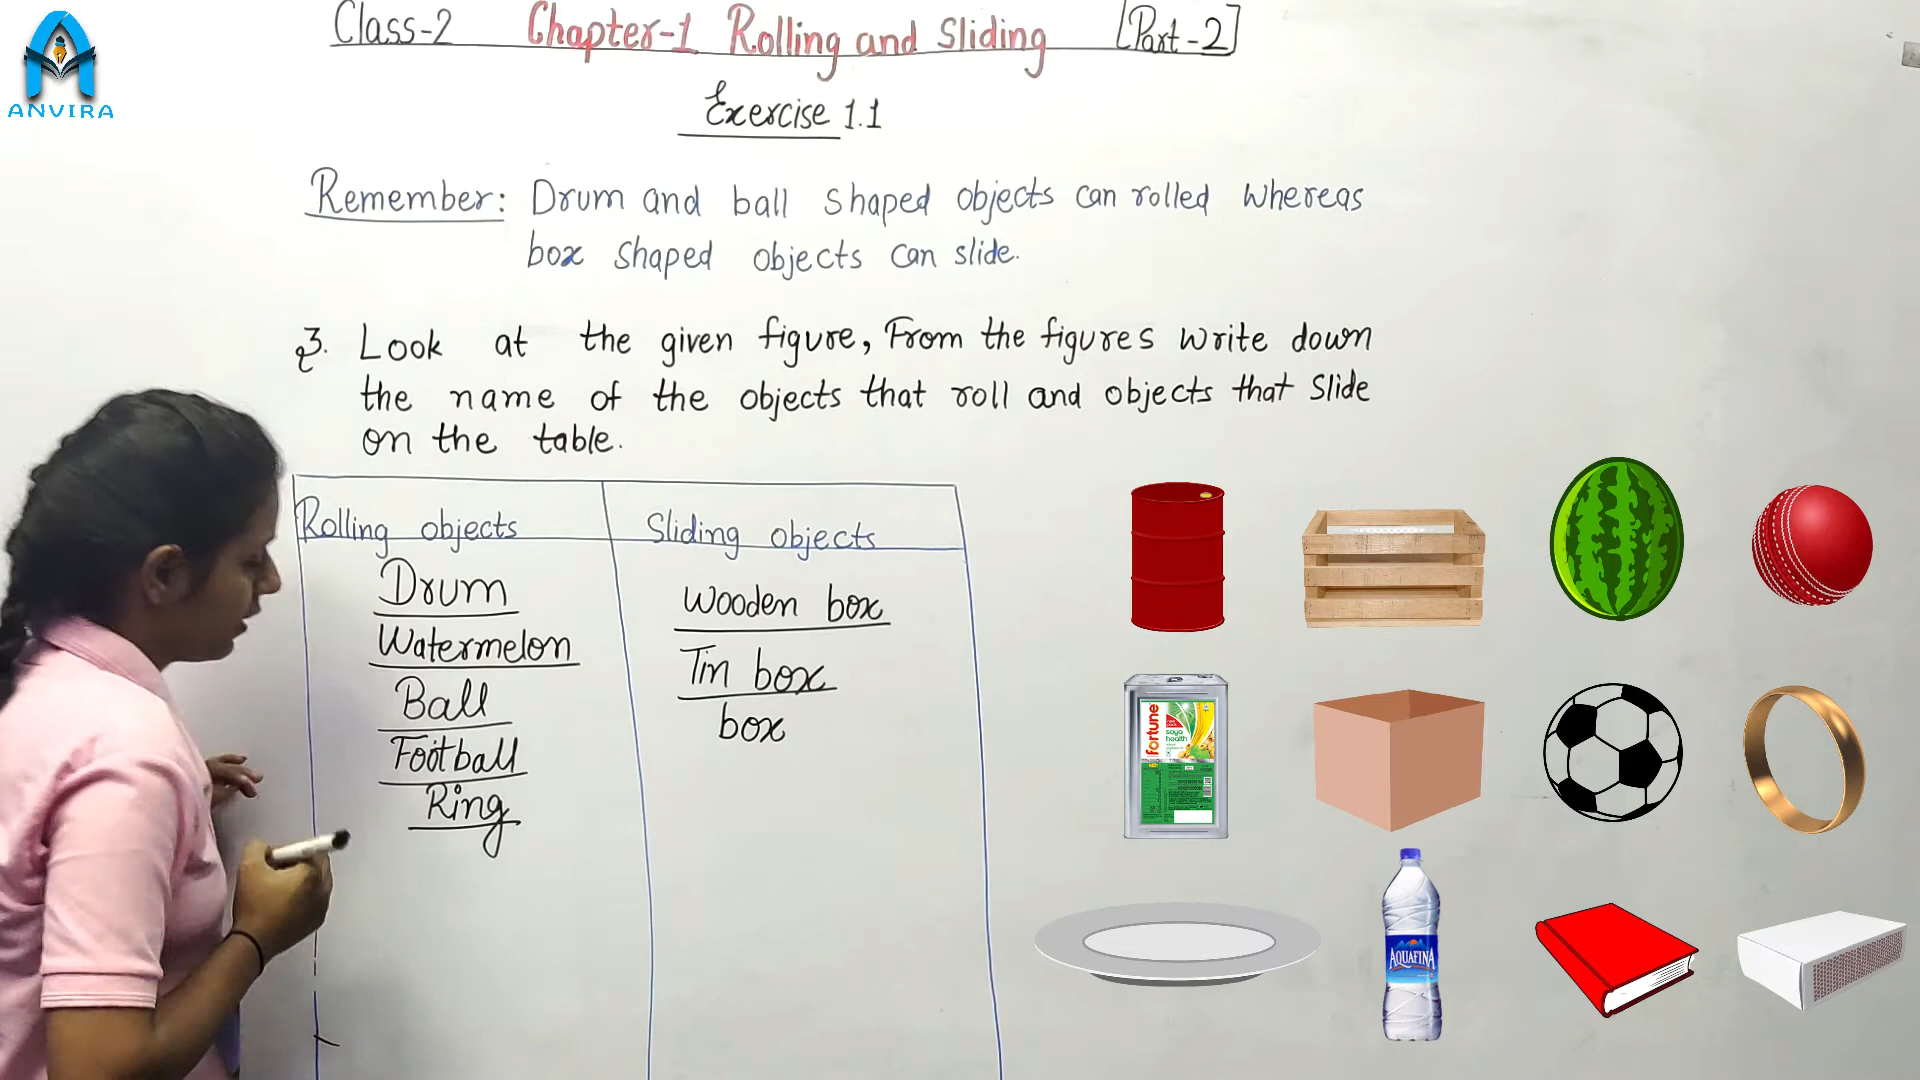 Class-2 Chapter-1 Rolling and Sliding [Part-2]
ANVIRA
Exercise 1.1
Remember: Drum and ball shaped objects can rolled whereas
box shaped objects can slide.
3. Look at the given figure, From the figures write down
the name of the objects that roll and objects that slide
on the table.
Rolling objects Sliding objects
Drum Wooden box
Watermelon Tin box
Ball box
Football
Ring
fortune
soya
health
AQUAFINA